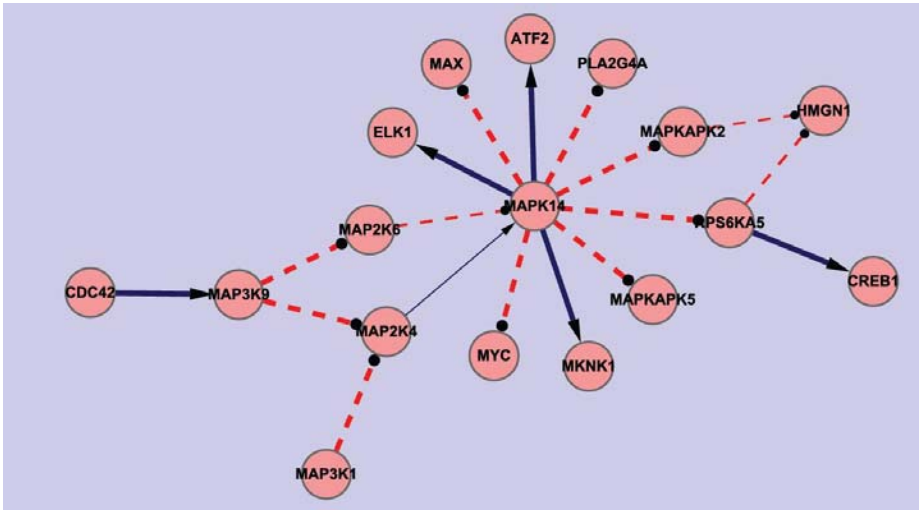 ATF2
MAX
PLA2G4A
HMGN1
ELK1
MAPKAPK2
MAPK14
MAP2K6
RPS6KA5
CDC42
MAP3K9
MAPKAPK5
CREB1
MAP2K4
MYC
MKNK1
MAP3K1